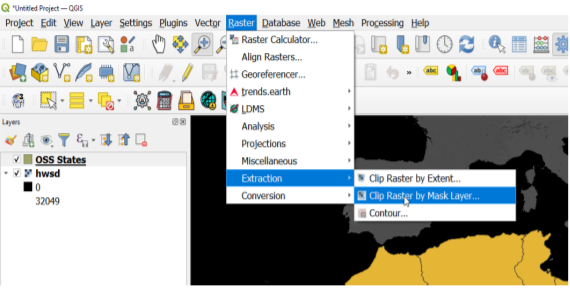 *Untitled Project — QGIS
Project Edit View Layer Settings Plugins Vector Raster Database Web Mesh Processing Help
Raster Calculator...
Align Rasters...
Georeferencer...
trends.earth
LDMS
Analysis
Projections
Miscellaneous
Extraction
Conversion
Clip Raster by Extent...
Clip Raster by Mask Layer...
Contour...
abc
abc
abc
Layers
OSS States
hwsd
0
32049